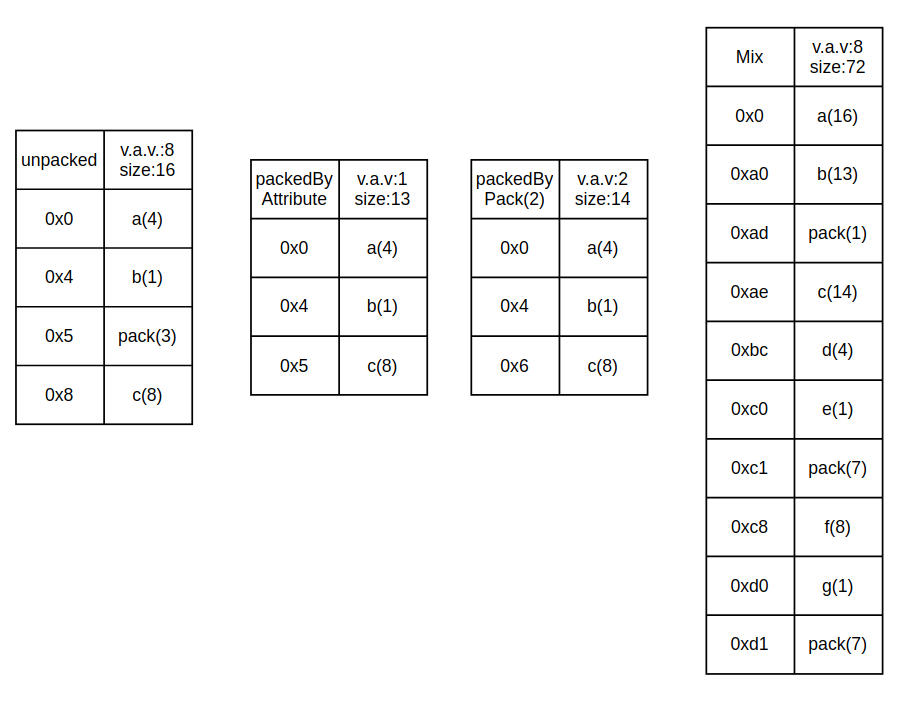 unpacked
v.a.v.:8
size:16
0x0
a(4)
0x4
b(1)
0x5
pack(3)
0x8
c(8)
packedBy
Attribute
v.a.v:1
size:13
0x0
a(4)
0x4
b(1)
0x5
c(8)
packedBy
Pack(2)
v.a.v:2
size:14
0x0
a(4)
0x4
b(1)
0x6
c(8)
Mix
v.a.v:8
size:72
0x0
a(16)
0xa0
b(13)
0xad
pack(1)
0xae
c(14)
0xbc
d(4)
0xc0
e(1)
0xc1
pack(7)
0xc8
f(8)
0xd0
g(1)
0xd1
pack(7)